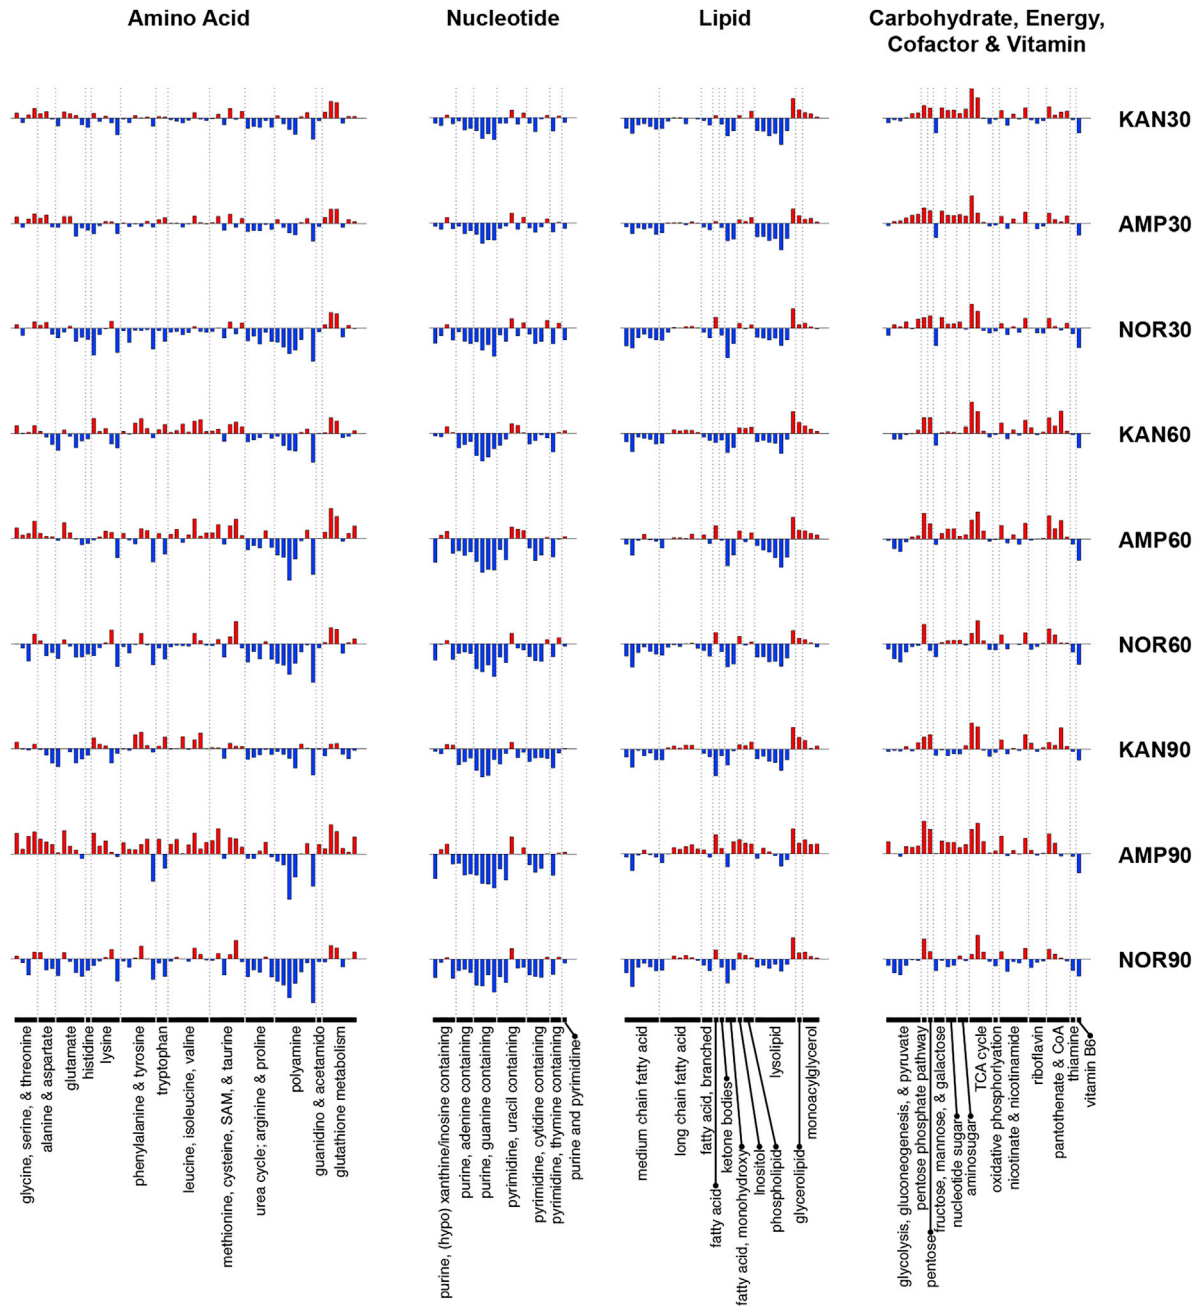 Amino Acid
Nucleotide
Lipid
Carbohydrate, Energy,
Cofactor & Vitamin
KAN30
AMP30
NOR30
KAN60
AMP60
NOR60
KAN90
AMP90
NOR90
glycine, serine, & threonine
alanine & aspartate
glutamate
histidine
lysine
phenylalanine & tyrosine
tryptophan
leucine, isoleucine, valine
methionine, cysteine, SAM, & taurine
urea cycle; arginine & proline
polyamine
guanidino & acetamido
glutathione metabolism
purine, (hypo) xanthine/inosine containing
purine, adenine containing
purine, guanine containing
pyrimidine, uracil containing
pyrimidine, cytidine containing
pyrimidine, thymine containing
purine and pyrimidine
medium chain fatty acid
long chain fatty acid
fatty acid, branched
fatty acid
ketone bodies
fatty acid, monohydroxy
Inositol
phospholipid
lysolipid
glycerolipid
monoacylglycerol
glycolysis, gluconeogenesis, & pyruvate
pentose phosphate pathway
pentose
fructose, mannose, & galactose
nucleotide sugar
aminosugar
TCA cycle
oxidative phosphorlyation
nicotinate & nicotinamide
riboflavin
pantothenate & CoA
thiamine
vitamin B6